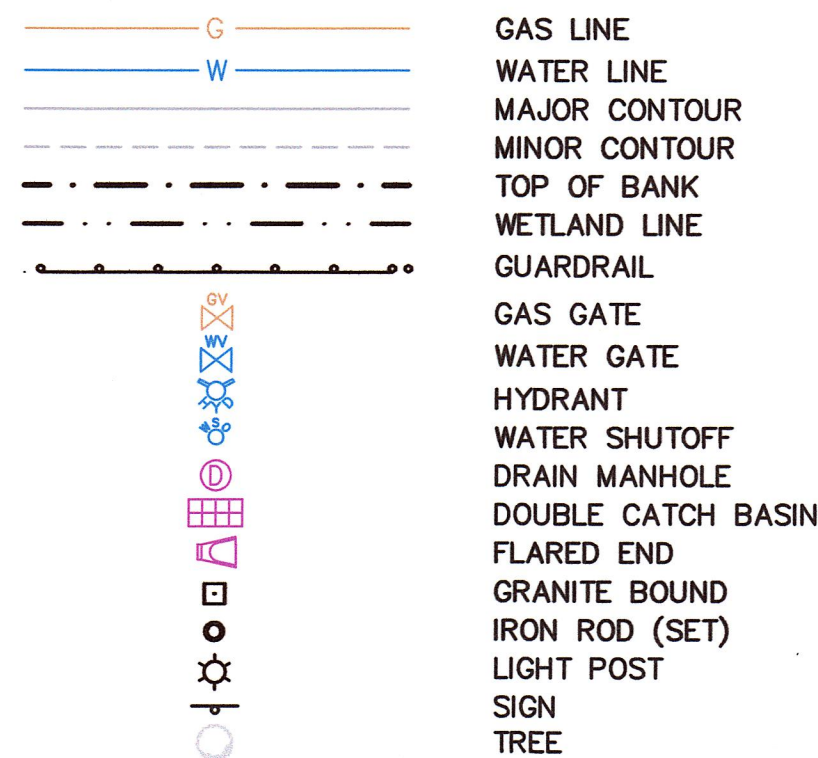 G GAS LINE
W WATER LINE
MAJOR CONTOUR
MINOR CONTOUR
TOP OF BANK
WETLAND LINE
GUARDRAIL
GV GAS GATE
WV WATER GATE
HYD HYDRANT
WSO WATER SHUTOFF
D DRAIN MANHOLE
DOUBLE CATCH BASIN
FLARED END
GRANITE BOUND
IRON ROD (SET)
LIGHT POST
SIGN
TREE